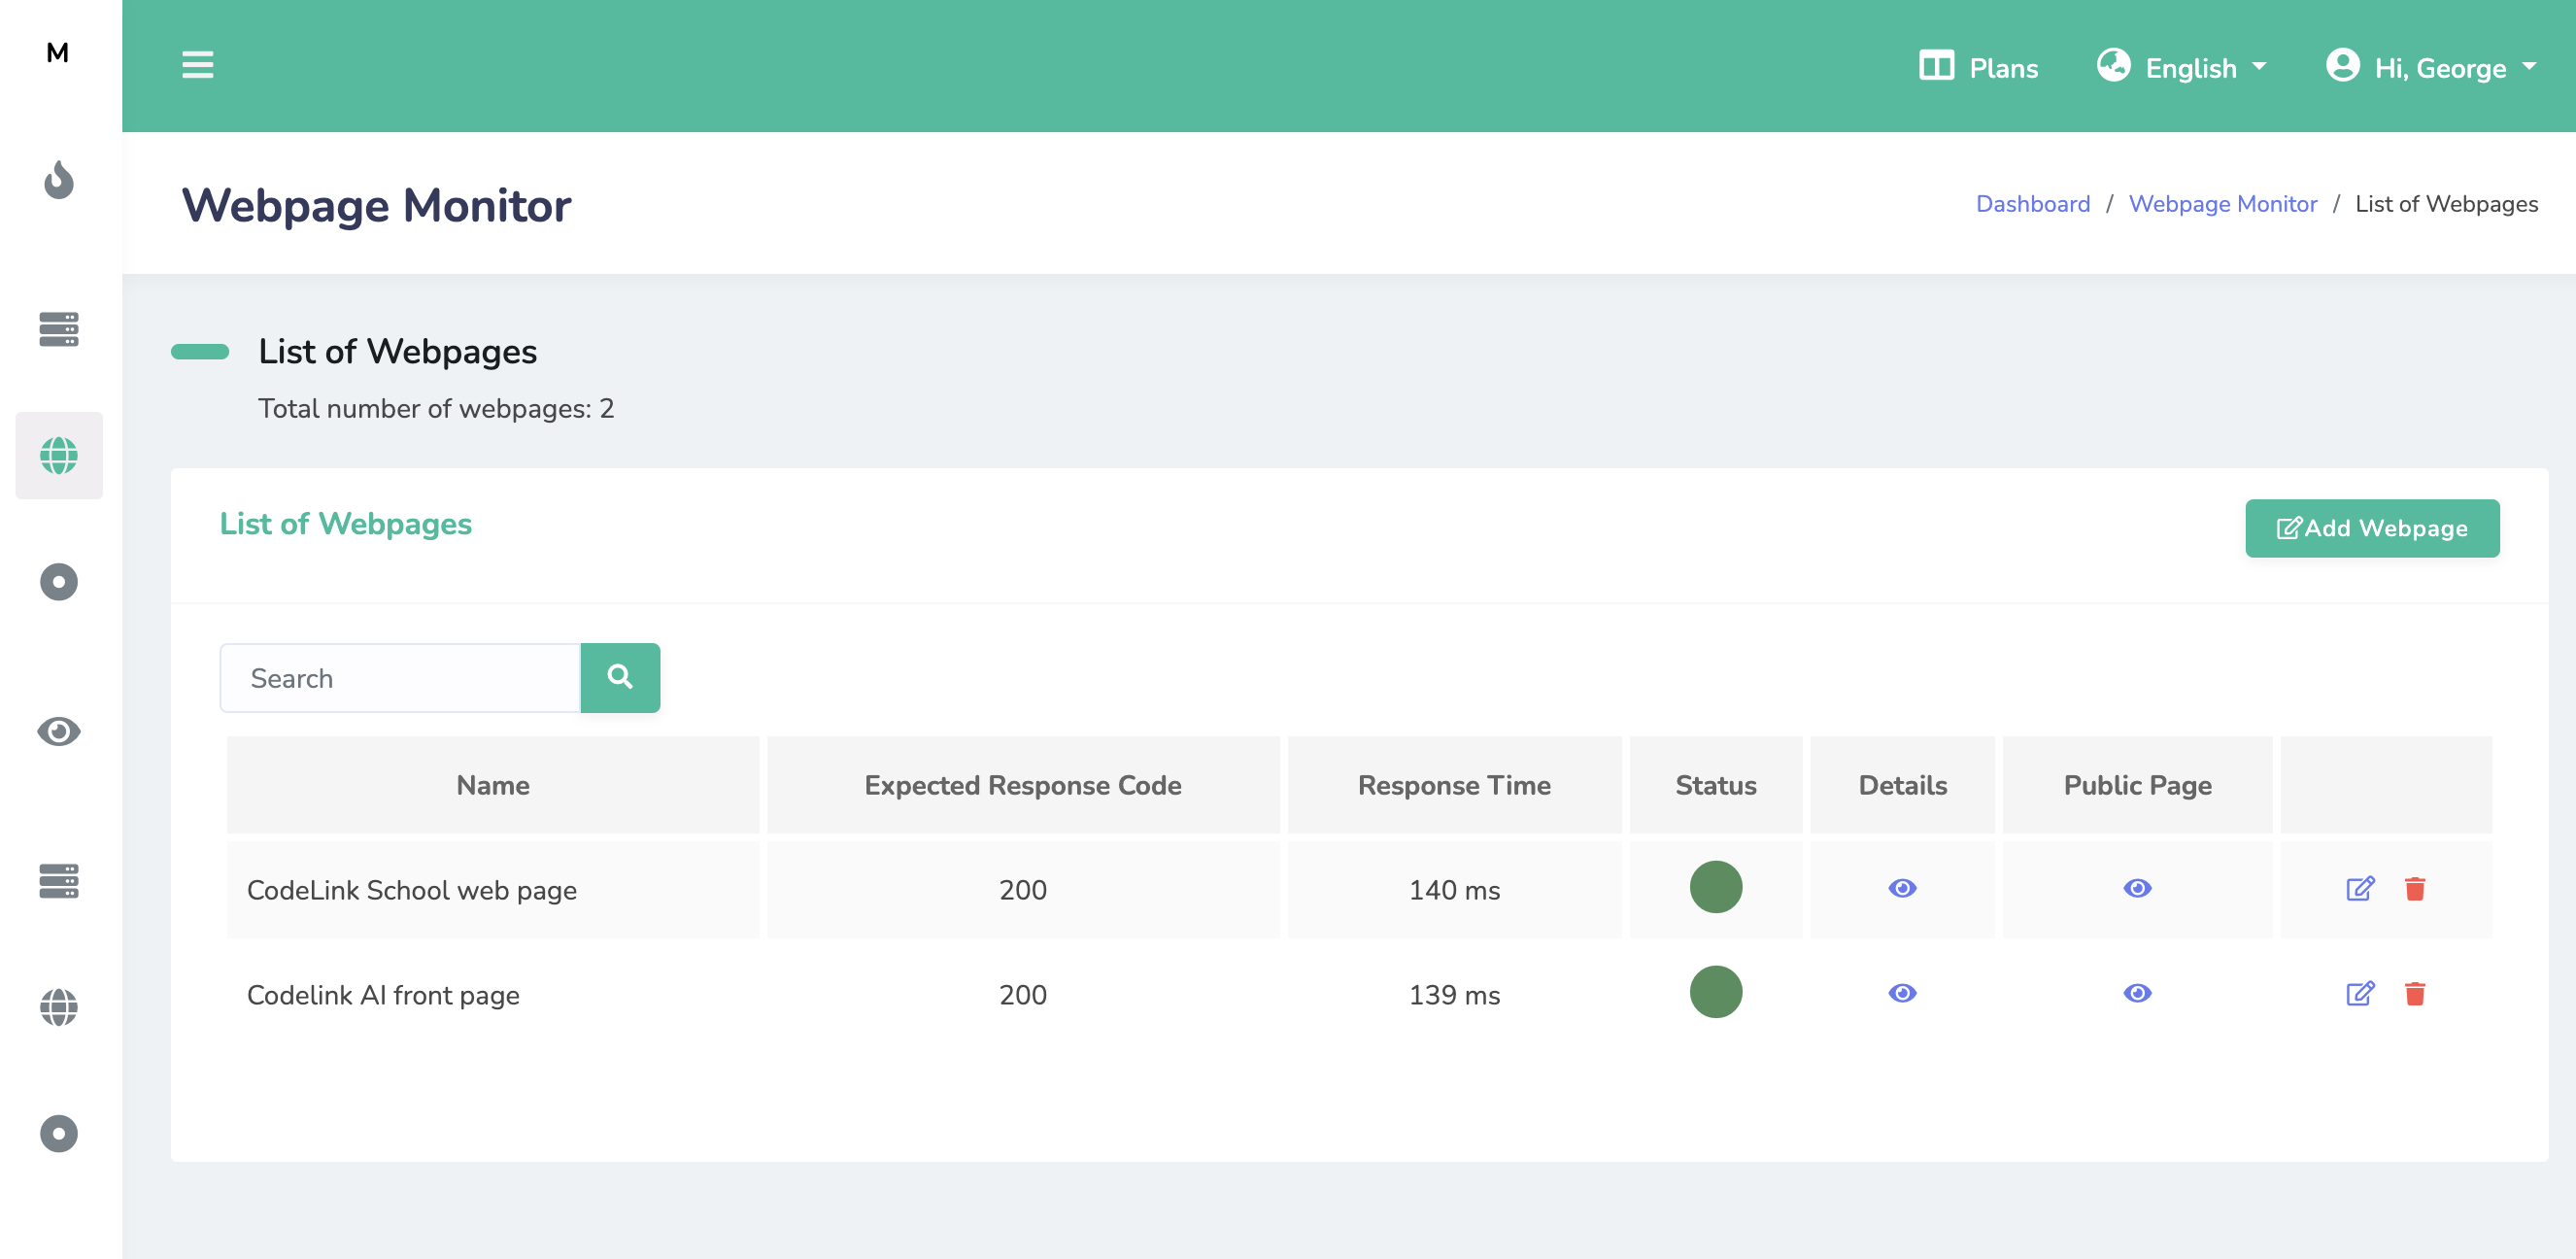 M
Plans English Hi, George
Webpage Monitor
Dashboard / Webpage Monitor / List of Webpages
List of Webpages
Total number of webpages: 2
List of Webpages
Add Webpage
Search
Name Expected Response Code Response Time Status Details Public Page
CodeLink School web page 200 140 ms
Codelink AI front page 200 139 ms